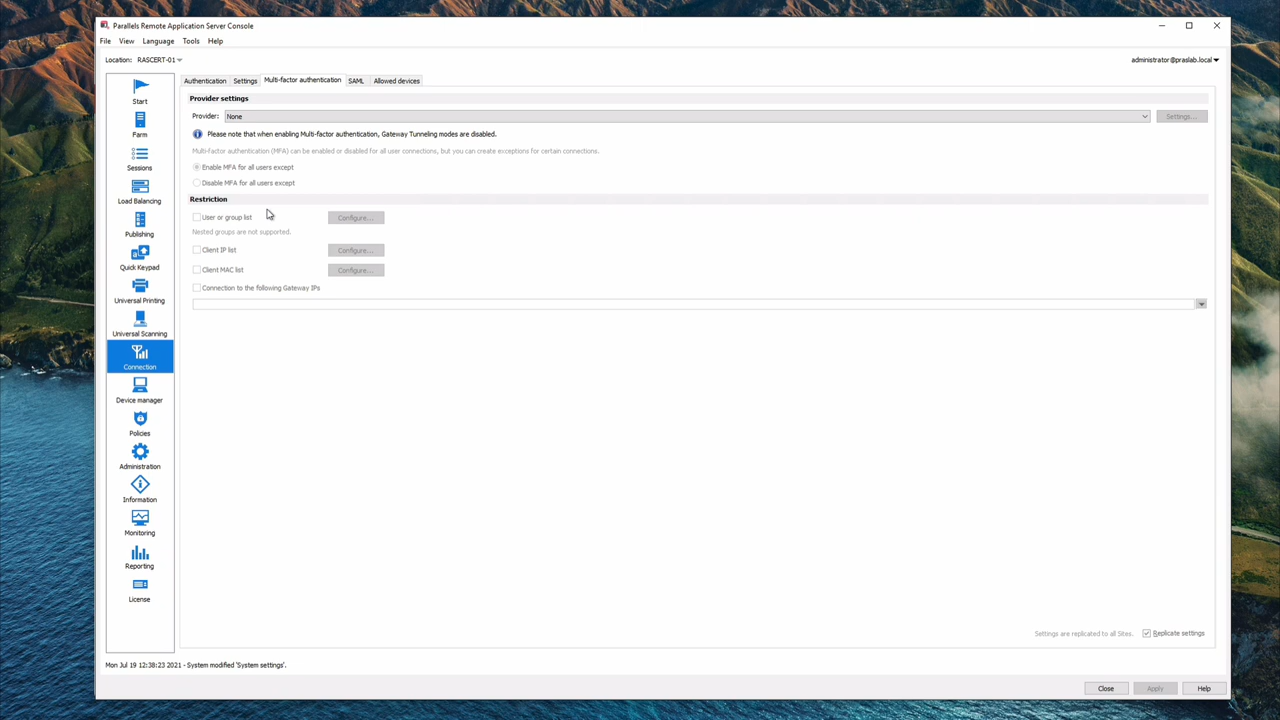 Parallels Remote Application Server Console
File View Language Tools Help
Location: RASCERT-01
administrator@praslab.local
Start
Farm
Sessions
Load Balancing
Publishing
Quick Keypad
Universal Printing
Universal Scanning
Connection
Device manager
Policies
Administration
Information
Monitoring
Reporting
License
Authentication Settings Multi-factor authentication SAML Allowed devices
Provider settings
Provider: None Settings...
Please note that when enabling Multi-factor authentication, Gateway Tunneling modes are disabled.
Multi-factor authentication (MFA) can be enabled or disabled for all user connections, but you can create exceptions for certain connections.
Enable MFA for all users except
Disable MFA for all users except
Restriction
User or group list Configure...
Nested groups are not supported.
Client IP list Configure...
Client MAC list Configure...
Connection to the following Gateway IPs
Settings are replicated to all Sites. Replicate settings
Mon Jul 19 12:38:23 2021 - System modified 'System settings'.
Close Apply Help